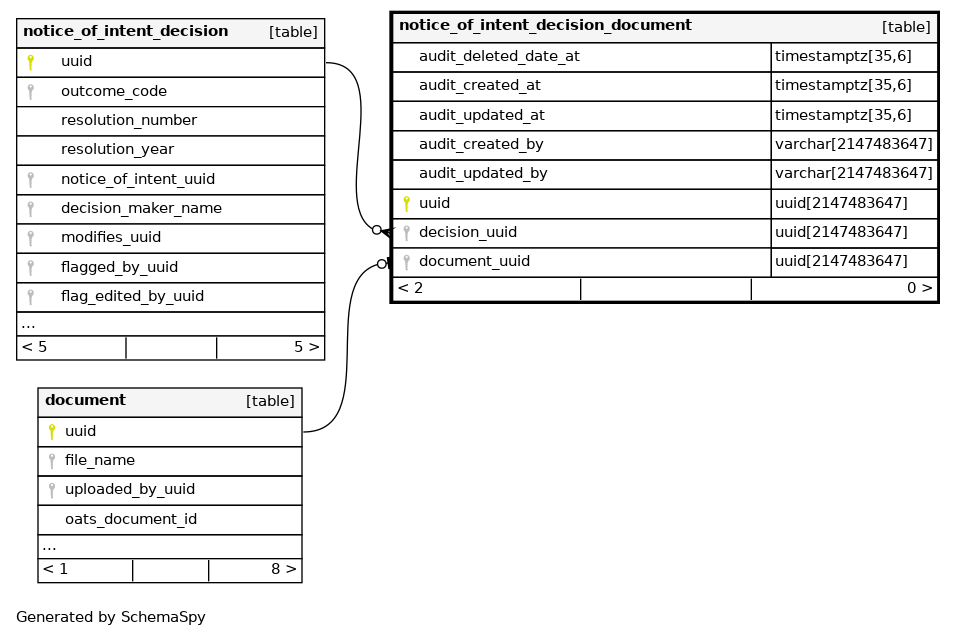 notice_of_intent_decision [table]
uuid
outcome_code
resolution_number
resolution_year
notice_of_intent_uuid
decision_maker_name
modifies_uuid
flagged_by_uuid
flag_edited_by_uuid
...
< 5 5 >
notice_of_intent_decision_document [table]
audit_deleted_date_at timestamptz[35,6]
audit_created_at timestamptz[35,6]
audit_updated_at timestamptz[35,6]
audit_created_by varchar[2147483647]
audit_updated_by varchar[2147483647]
uuid uuid[2147483647]
decision_uuid uuid[2147483647]
document_uuid uuid[2147483647]
< 2 0 >
document [table]
uuid
file_name
uploaded_by_uuid
oats_document_id
...
< 1 8 >
Generated by SchemaSpy